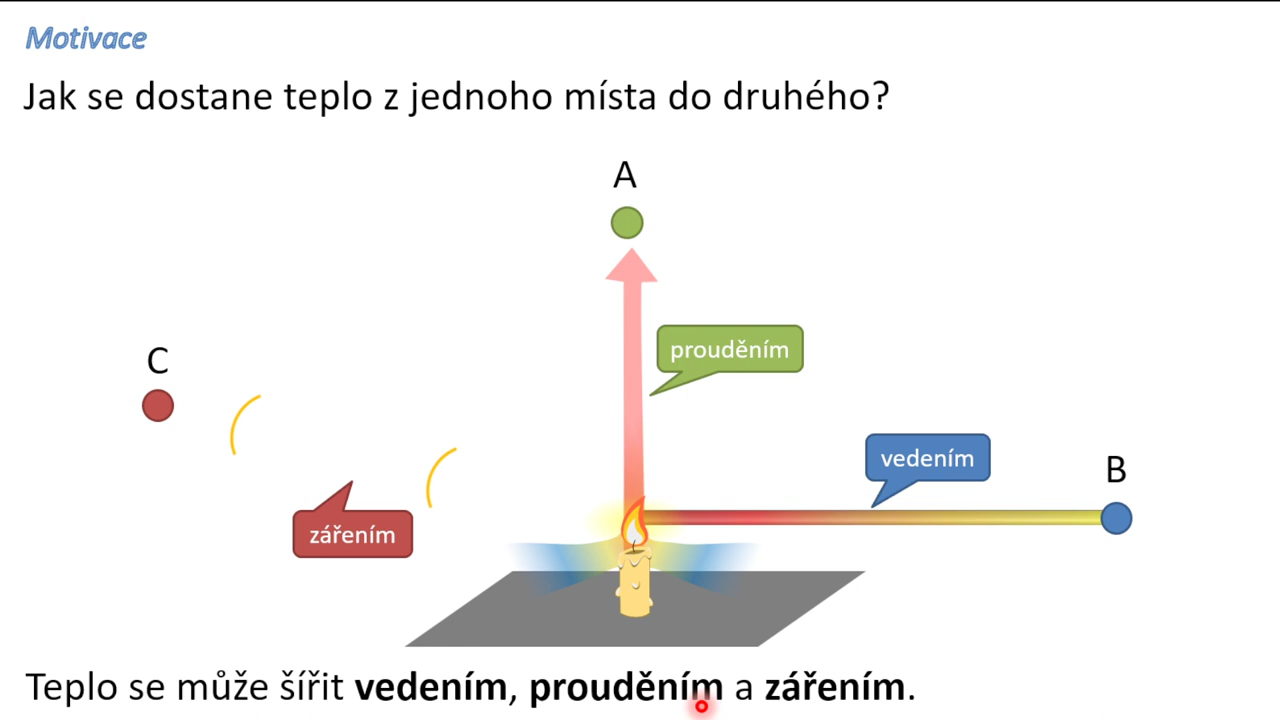 Motivace
Jak se dostane teplo z jednoho místa do druhého?
A
prouděním
C
vedením
B
zářením
Teplo se může šířit vedením, prouděním a zářením.